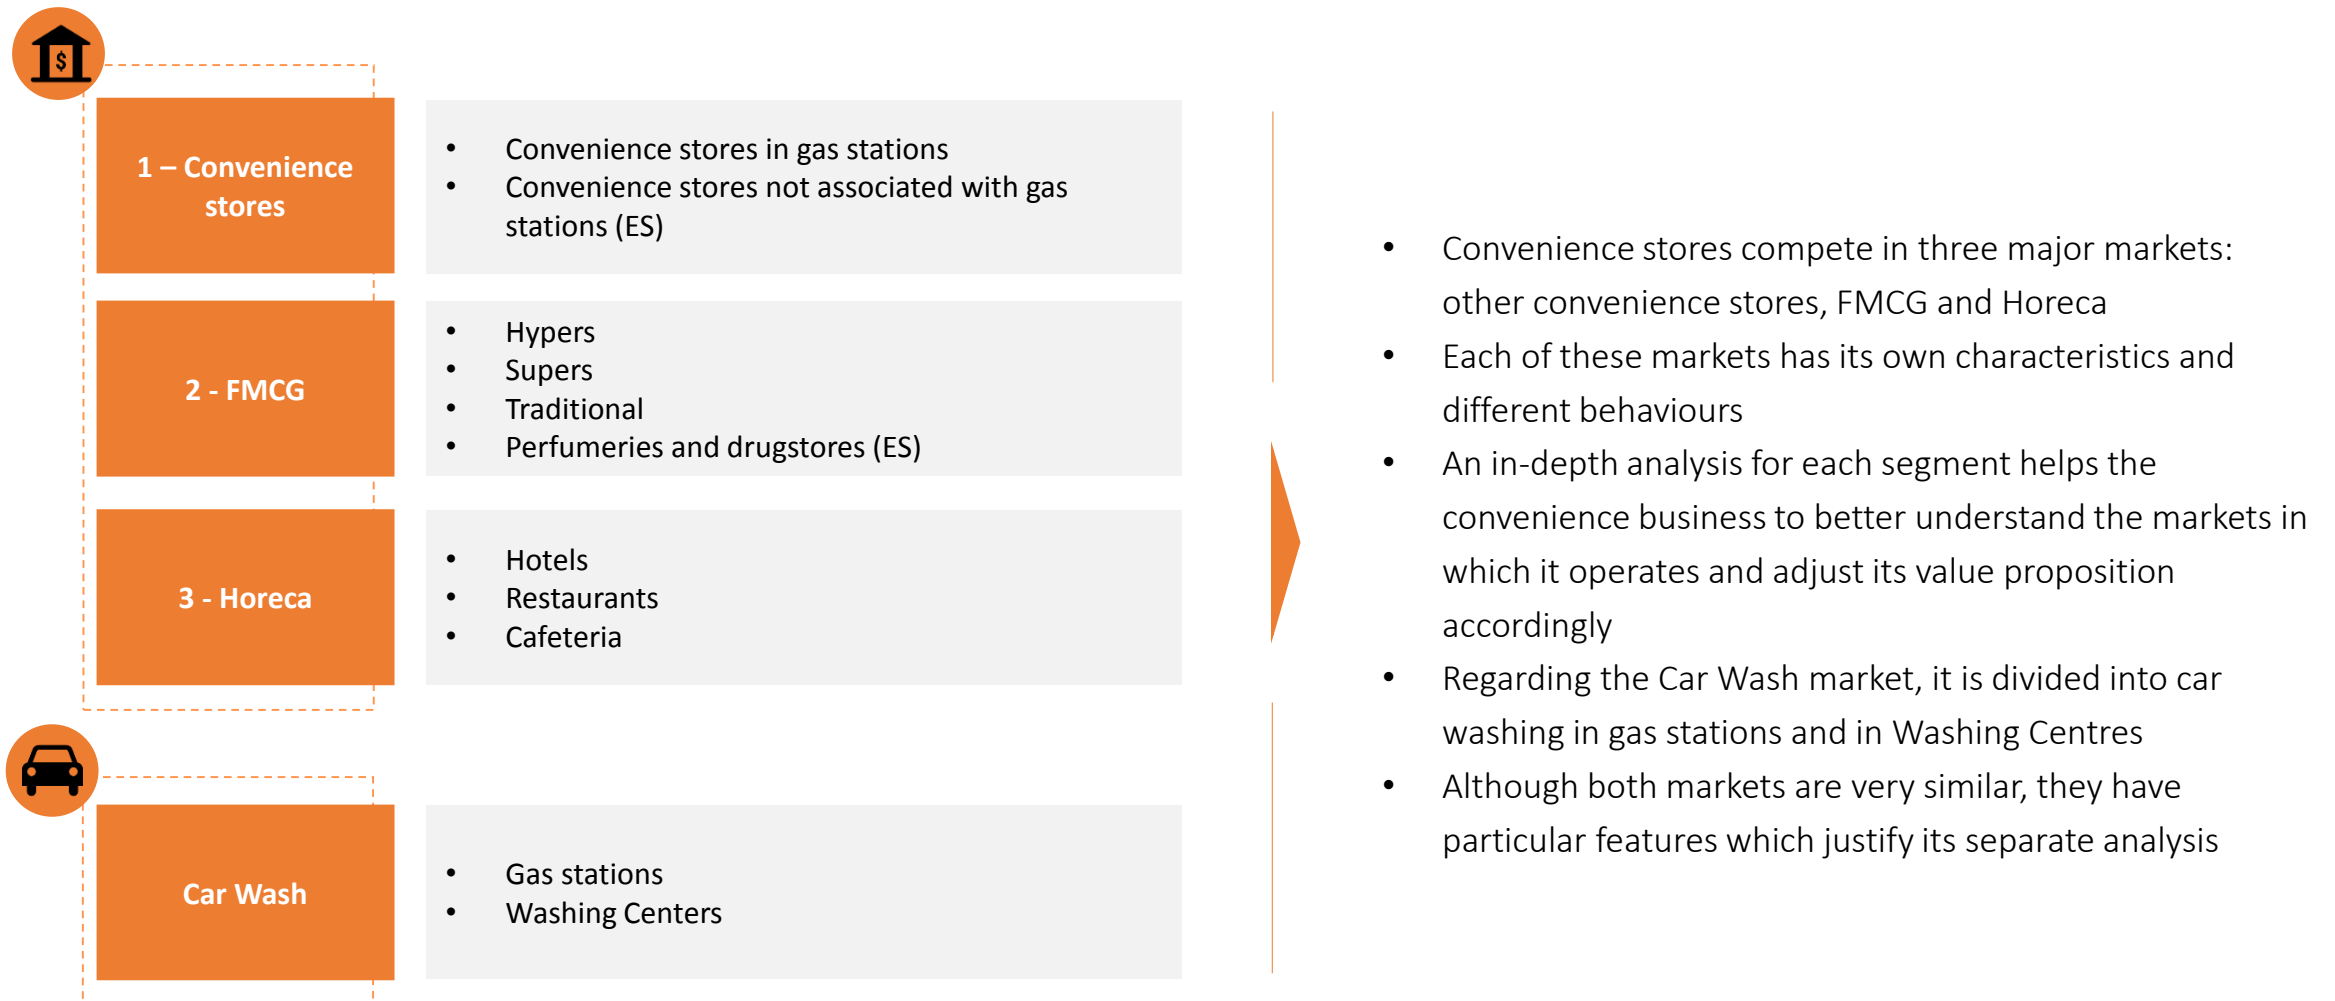 $
1 – Convenience
stores
• Convenience stores in gas stations
• Convenience stores not associated with gas
stations (ES)
2 - FMCG
• Hypers
• Supers
• Traditional
• Perfumeries and drugstores (ES)
3 - Horeca
• Hotels
• Restaurants
• Cafeteria
Car Wash
• Gas stations
• Washing Centers
• Convenience stores compete in three major markets:
other convenience stores, FMCG and Horeca
• Each of these markets has its own characteristics and
different behaviours
• An in-depth analysis for each segment helps the
convenience business to better understand the markets in
which it operates and adjust its value proposition
accordingly
• Regarding the Car Wash market, it is divided into car
washing in gas stations and in Washing Centres
• Although both markets are very similar, they have
particular features which justify its separate analysis